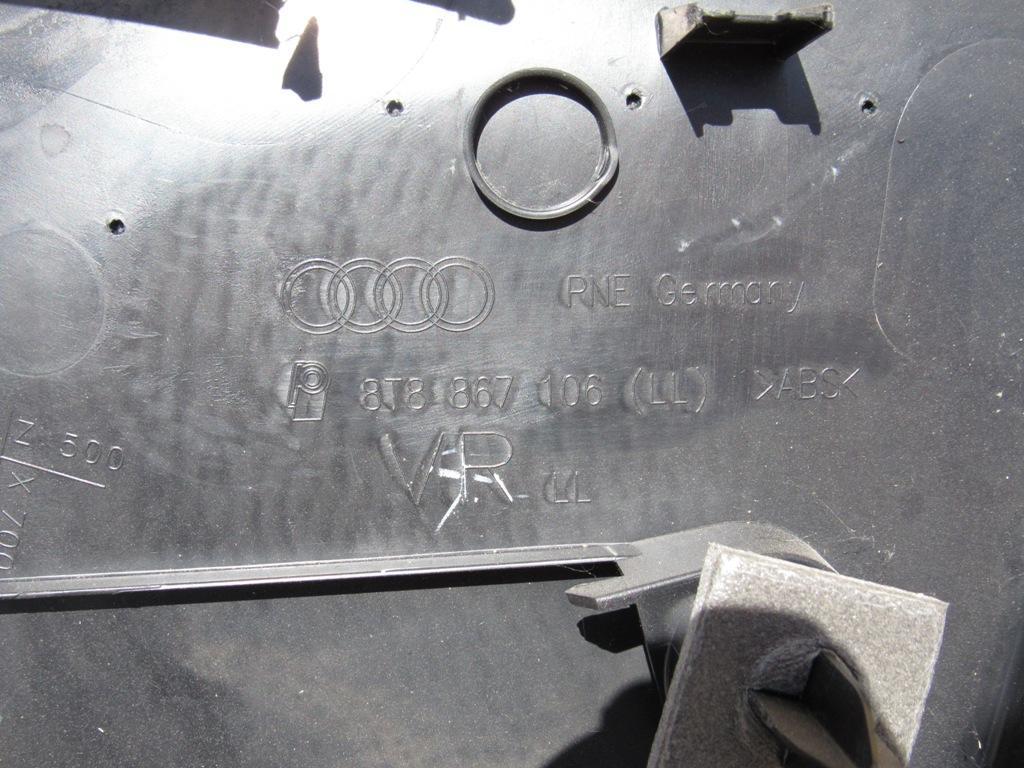 RNE Germany
8T8 867 106 (LL) >ABS<
VR LL
Z 500
X 700